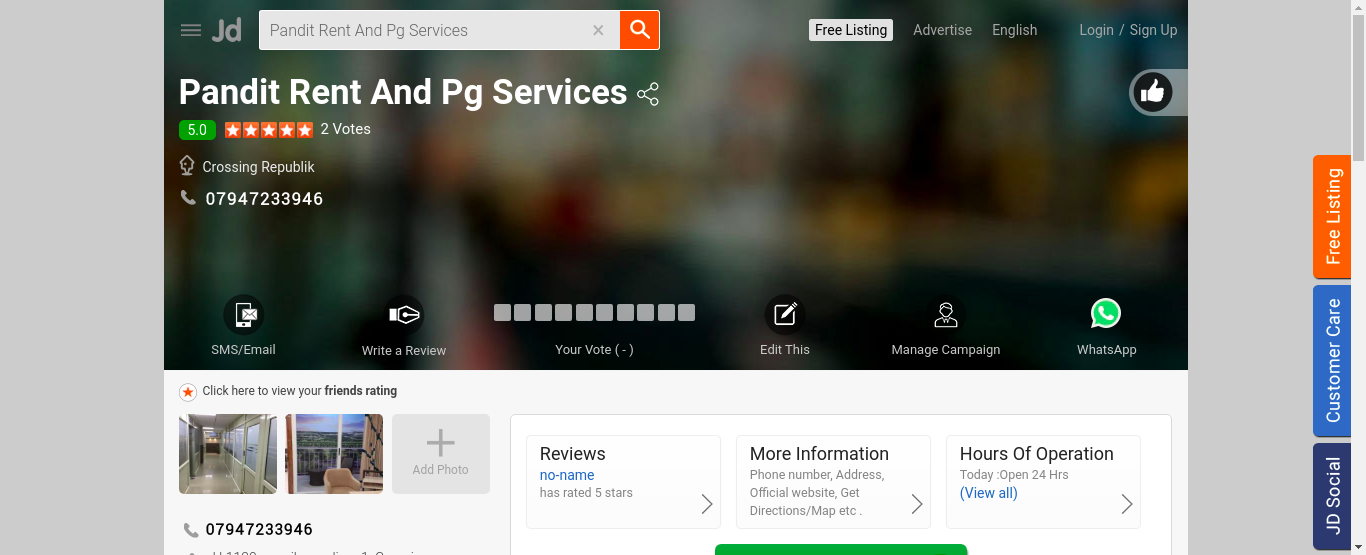 Jd
Pandit Rent And Pg Services
Free Listing
Advertise
English
Login / Sign Up
Pandit Rent And Pg Services
5.0
2 Votes
Crossing Republik
07947233946
SMS/Email
Write a Review
Your Vote ( - )
Edit This
Manage Campaign
WhatsApp
Free Listing
Customer Care
JD Social
Click here to view your friends rating
Add Photo
07947233946
Reviews
no-name
has rated 5 stars
More Information
Phone number, Address,
Official website, Get
Directions/Map etc .
Hours Of Operation
Today :Open 24 Hrs
(View all)